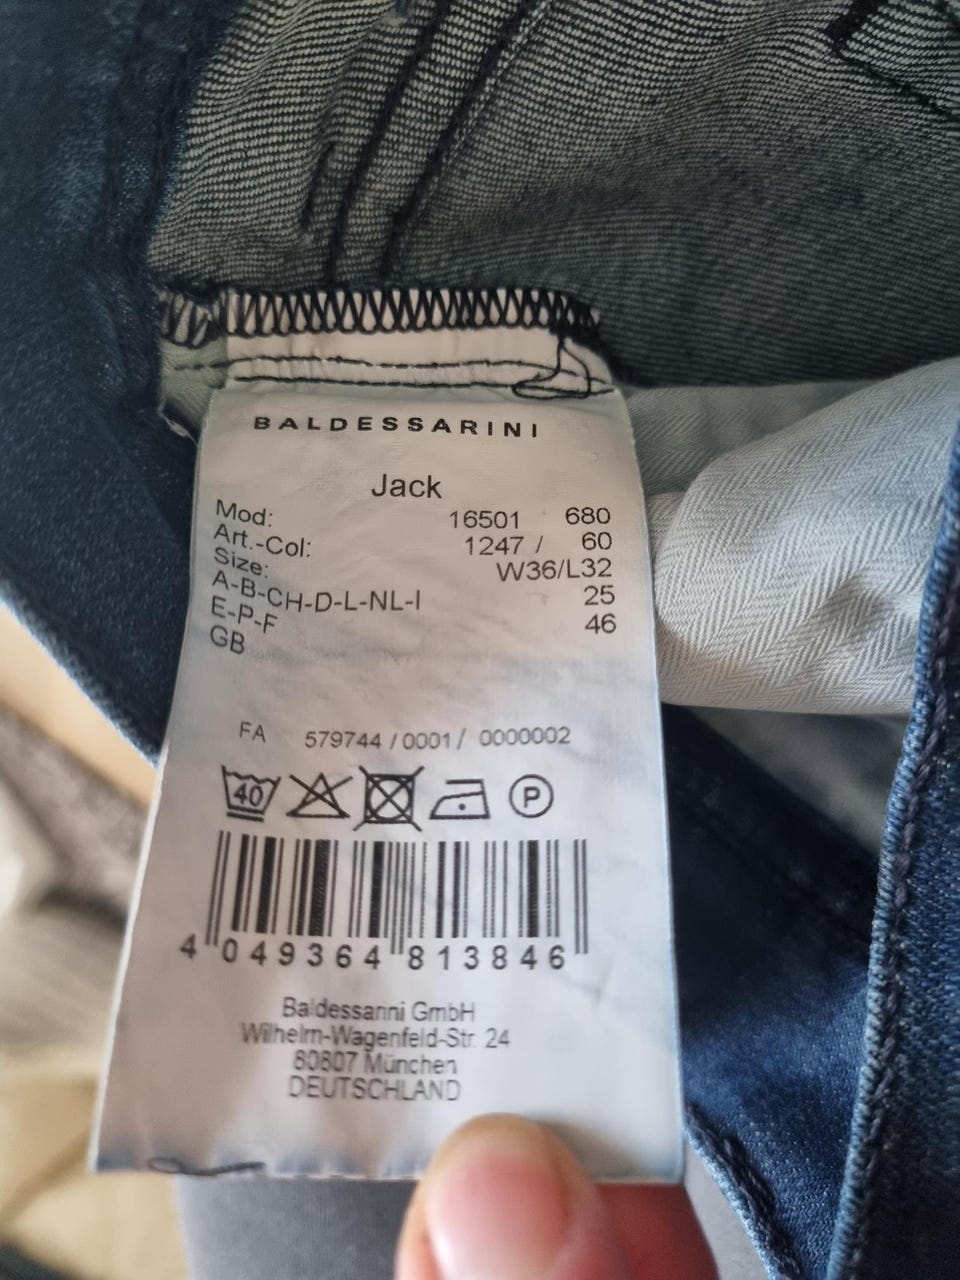 BALDESSARINI
Jack
Mod: 16501 680
Art.-Col: 1247 / 60
Size: W36/L32
A-B-CH-D-L-NL-I 25
E-P-F 46
GB
FA 579744 / 0001 / 0000002
40 P
4 049364 813846
Baldessarini GmbH
Wilhelm-Wagenfeld-Str. 24
80807 München
DEUTSCHLAND